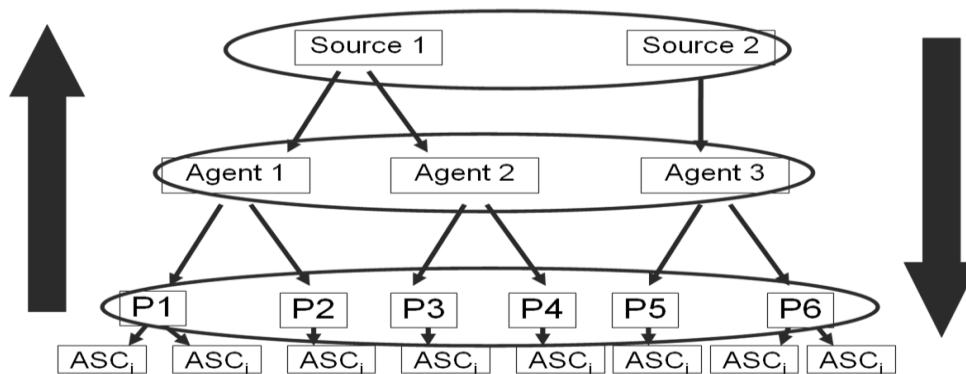 Source 1 Source 2
Agent 1 Agent 2 Agent 3
P1 P2 P3 P4 P5 P6
ASCi ASCi ASCi ASCi ASCi ASCi ASCi ASCi